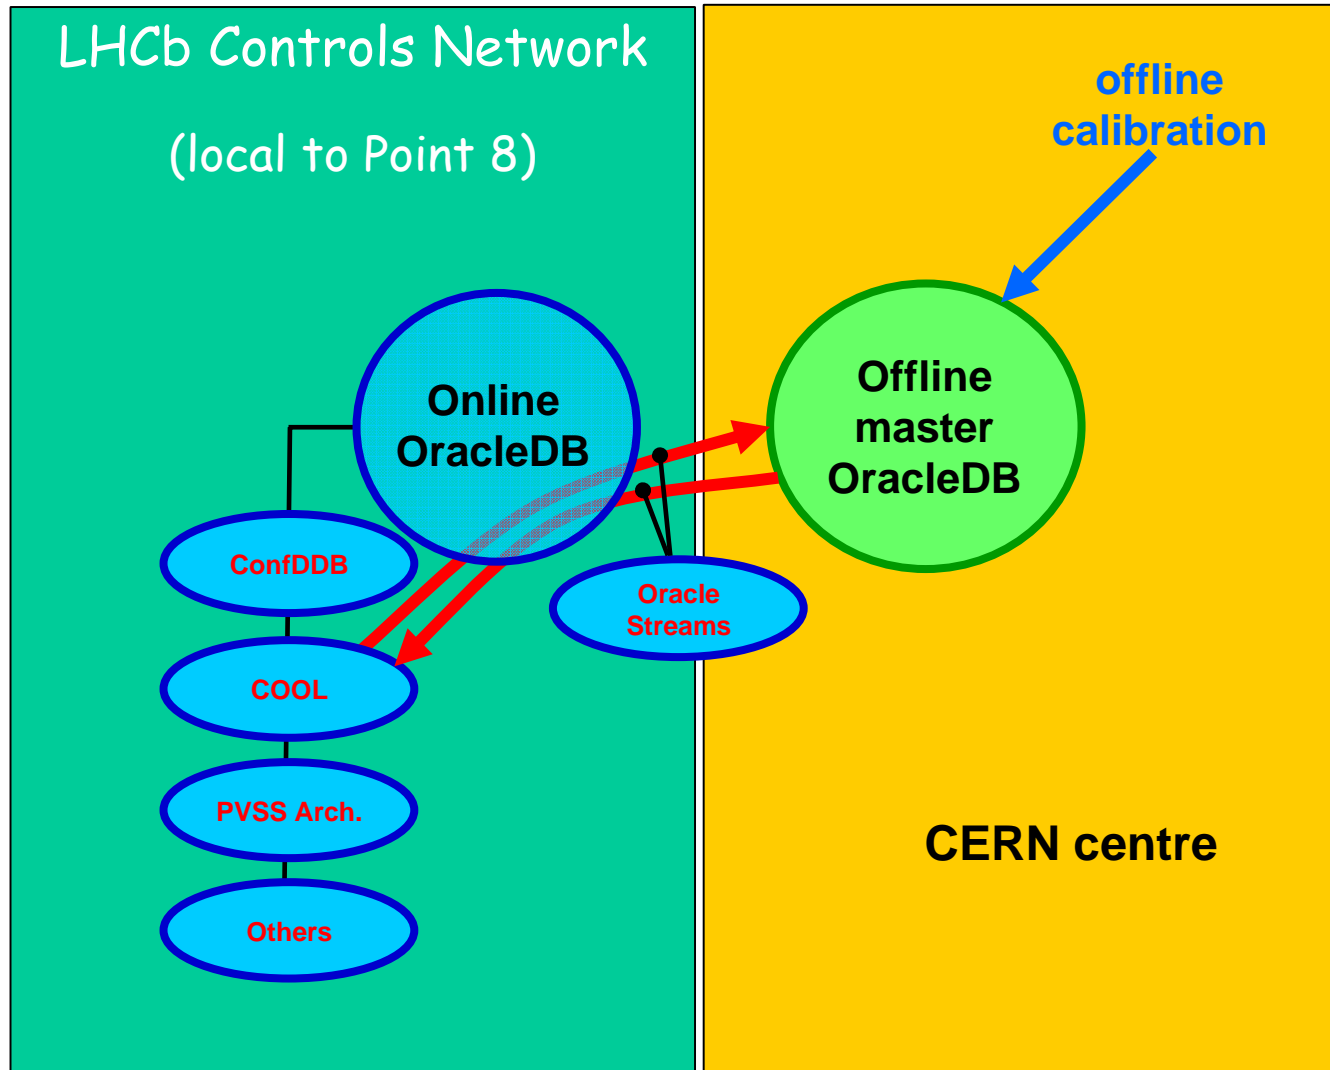 LHCb Controls Network
(local to Point 8)
offline
calibration
Online
OracleDB
Offline
master
OracleDB
ConfDDB
Oracle
Streams
COOL
PVSS Arch.
CERN centre
Others